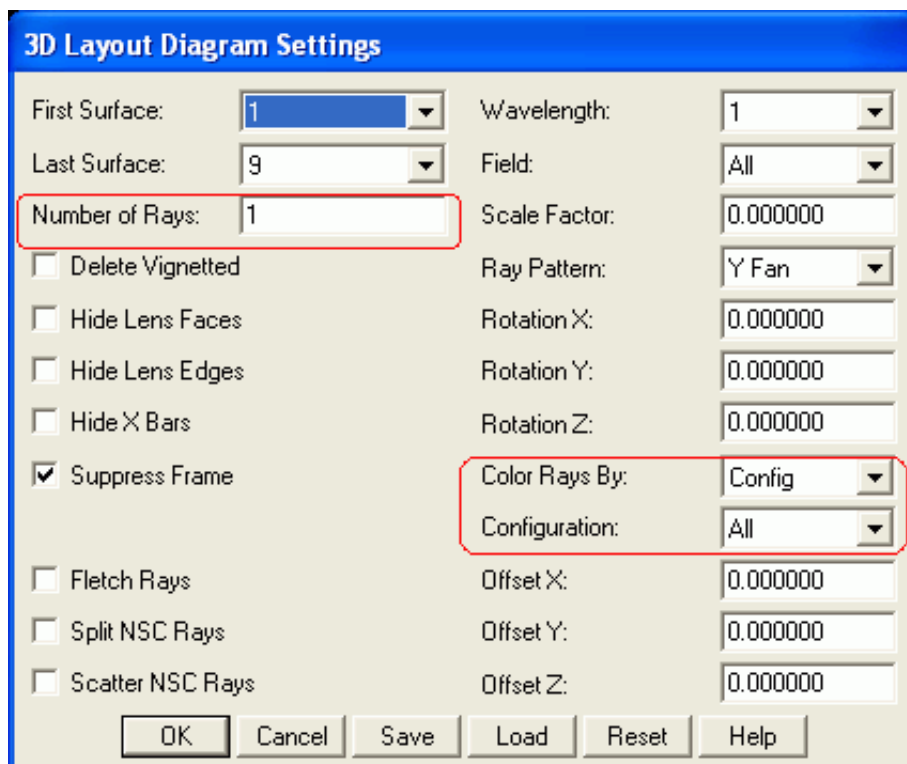 3D Layout Diagram Settings
First Surface: 1 Wavelength: 1
Last Surface: 9 Field: All
Number of Rays: 1 Scale Factor: 0.000000
Delete Vignetted Ray Pattern: Y Fan
Hide Lens Faces Rotation X: 0.000000
Hide Lens Edges Rotation Y: 0.000000
Hide X Bars Rotation Z: 0.000000
Suppress Frame Color Rays By: Config
Configuration: All
Fletch Rays Offset X: 0.000000
Split NSC Rays Offset Y: 0.000000
Scatter NSC Rays Offset Z: 0.000000
OK Cancel Save Load Reset Help